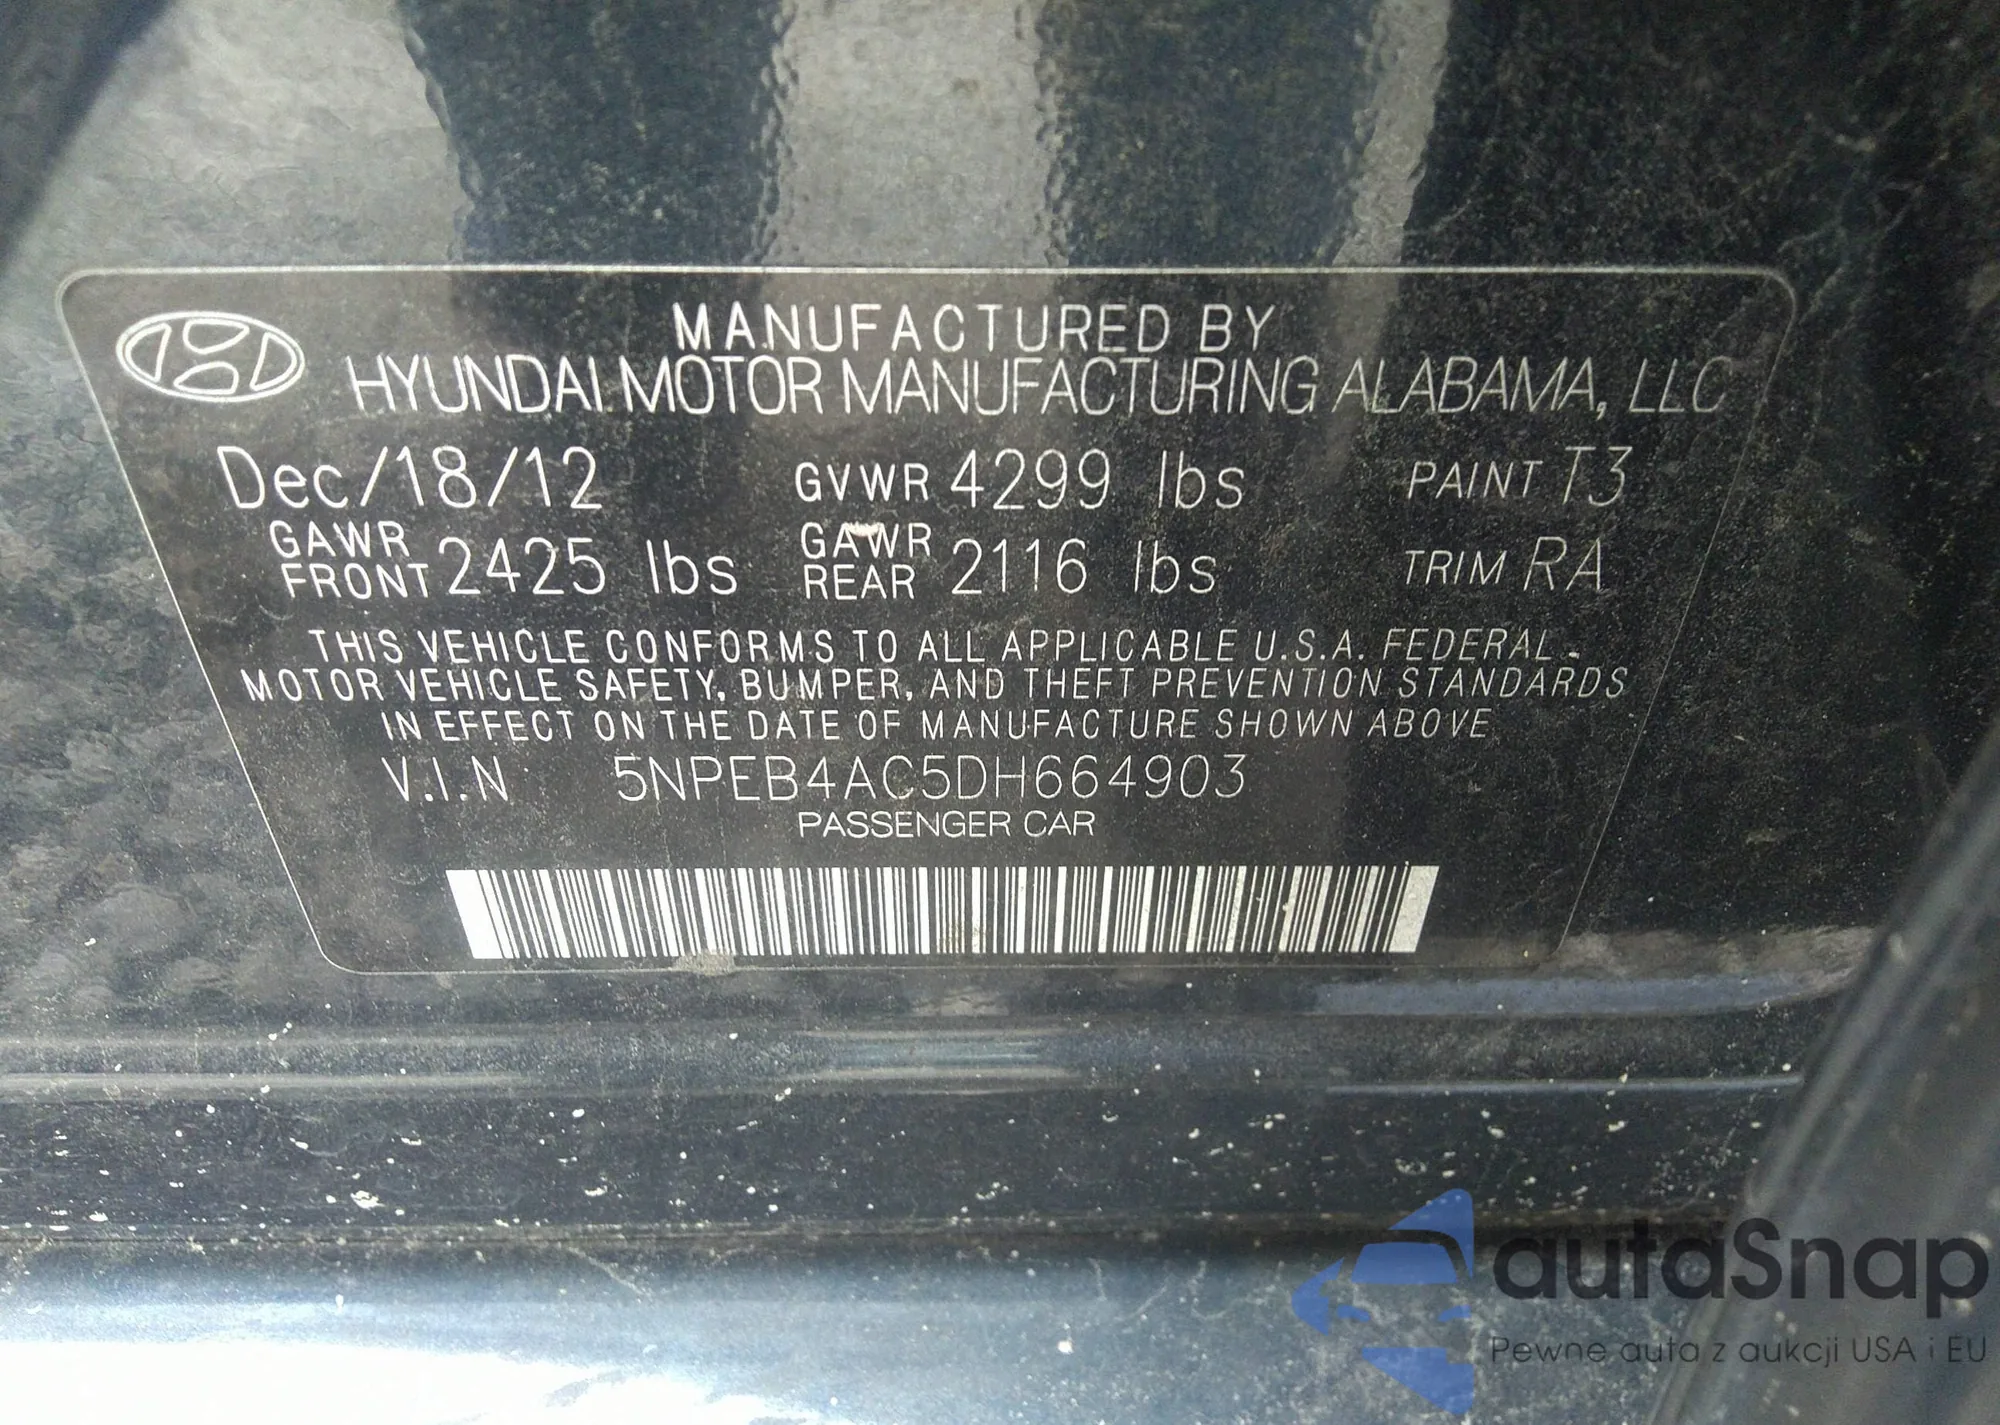 MANUFACTURED BY
HYUNDAI MOTOR MANUFACTURING ALABAMA, LLC
Dec/18/12 GVWR 4299 lbs PAINT T3
GAWR FRONT 2425 lbs GAWR REAR 2116 lbs TRIM RA
THIS VEHICLE CONFORMS TO ALL APPLICABLE U.S.A. FEDERAL
MOTOR VEHICLE SAFETY, BUMPER, AND THEFT PREVENTION STANDARDS
IN EFFECT ON THE DATE OF MANUFACTURE SHOWN ABOVE
V.I.N 5NPEB4AC5DH664903
PASSENGER CAR
autaSnap
Pewne auta z aukcji USA i EU